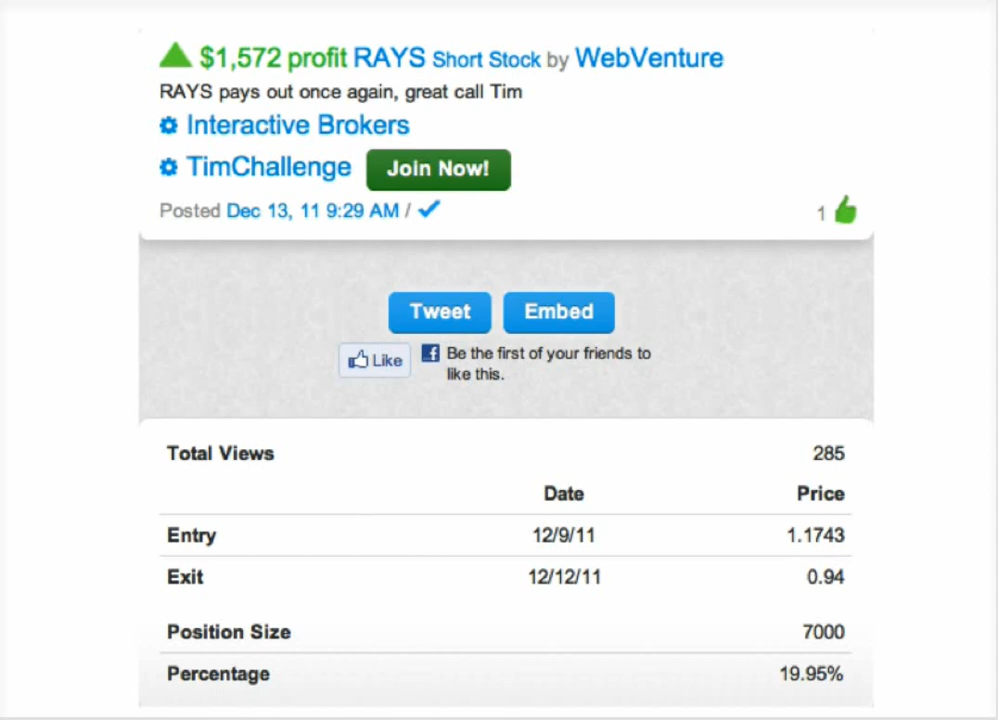 $1,572 profit RAYS Short Stock by WebVenture
RAYS pays out once again, great call Tim
Interactive Brokers
TimChallenge Join Now!
Posted Dec 13, 11 9:29 AM /
1
Tweet Embed
Like Be the first of your friends to
like this.
Total Views 285
Date Price
Entry 12/9/11 1.1743
Exit 12/12/11 0.94
Position Size 7000
Percentage 19.95%